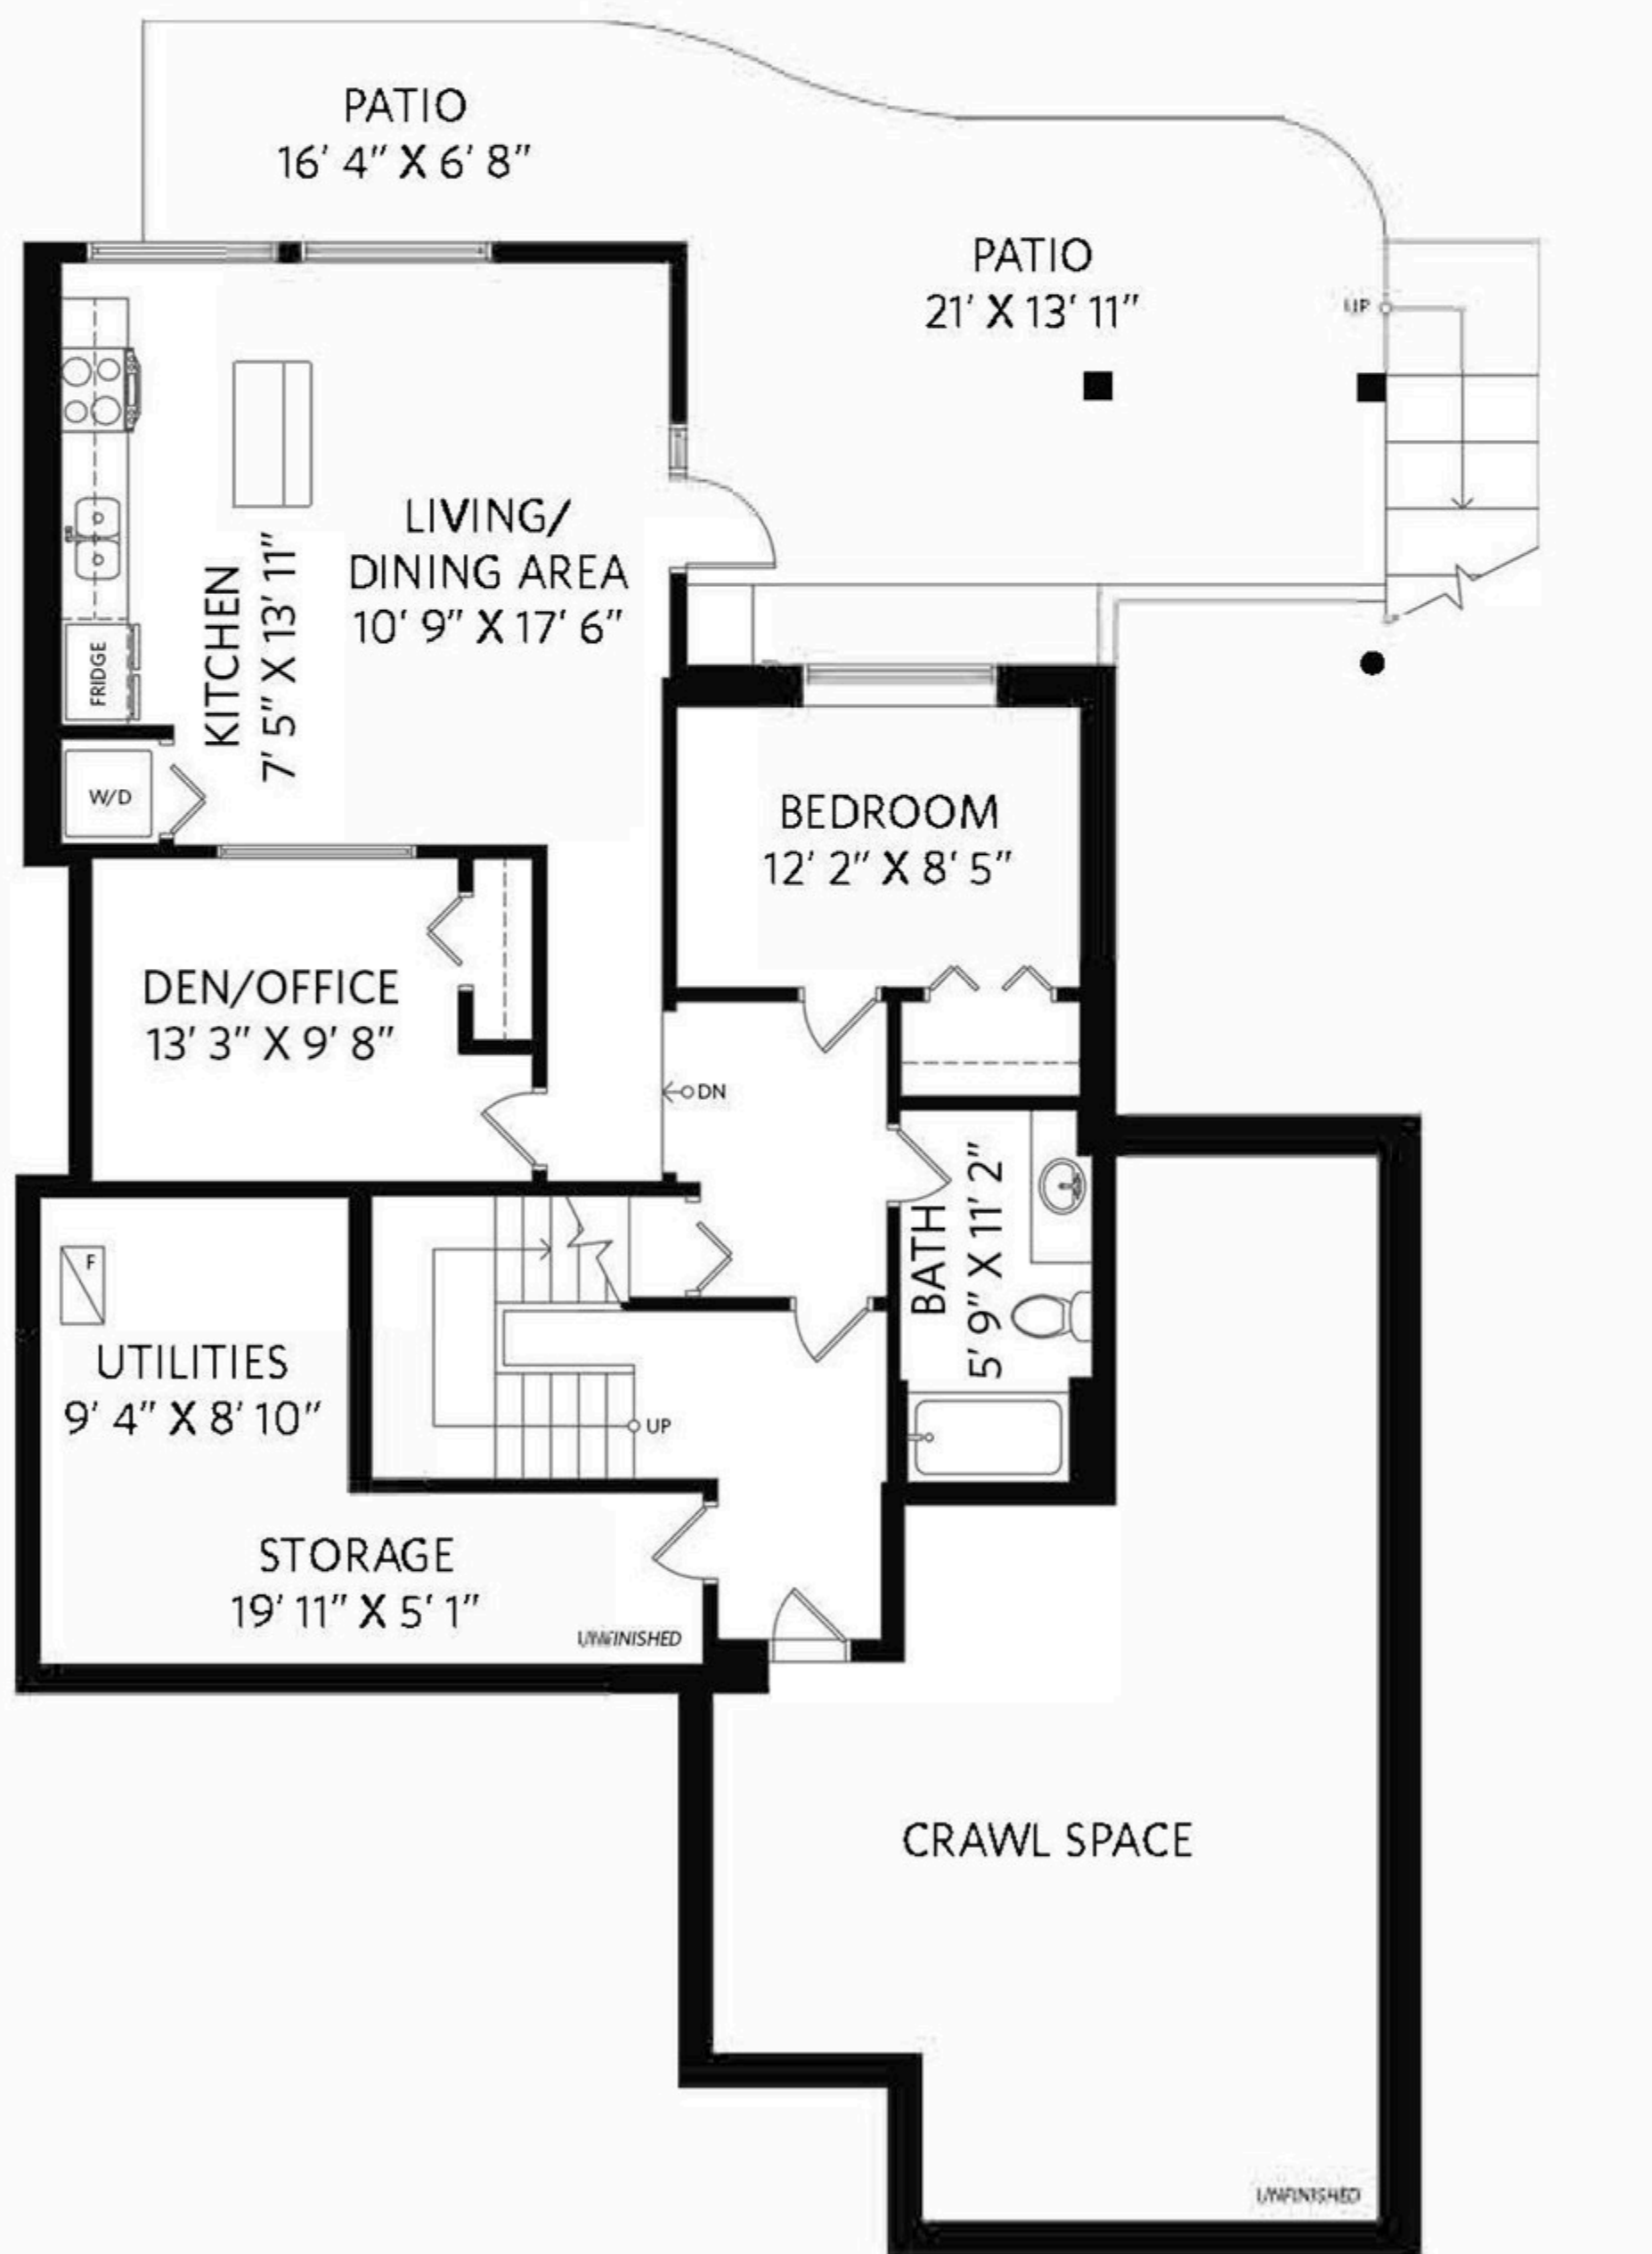 PATIO
16' 4" X 6' 8"
PATIO
21' X 13' 11"
UP
LIVING/
DINING AREA
10' 9" X 17' 6"
KITCHEN
7' 5" X 13' 11"
FRIDGE
W/D
BEDROOM
12' 2" X 8' 5"
DEN/OFFICE
13' 3" X 9' 8"
DN
BATH
5' 9" X 11' 2"
F
UTILITIES
9' 4" X 8' 10"
UP
STORAGE
19' 11" X 5' 1"
UNFINISHED
CRAWL SPACE
UNFINISHED